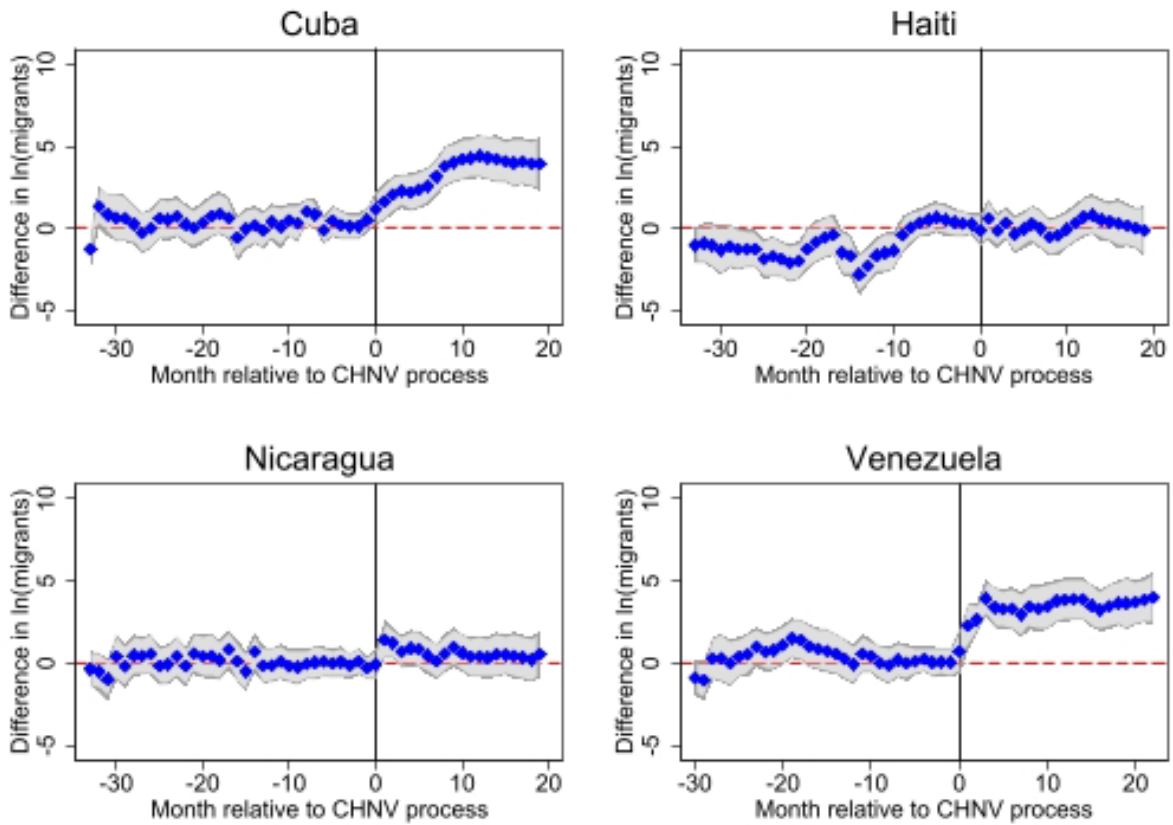 Cuba
Difference in ln(migrants)
10
5
0
-5
-30 -20 -10 0 10 20
Month relative to CHNV process
Haiti
Difference in ln(migrants)
10
5
0
-5
-30 -20 -10 0 10 20
Month relative to CHNV process
Nicaragua
Difference in ln(migrants)
10
5
0
-5
-30 -20 -10 0 10 20
Month relative to CHNV process
Venezuela
Difference in ln(migrants)
10
5
0
-5
-30 -20 -10 0 10 20
Month relative to CHNV process